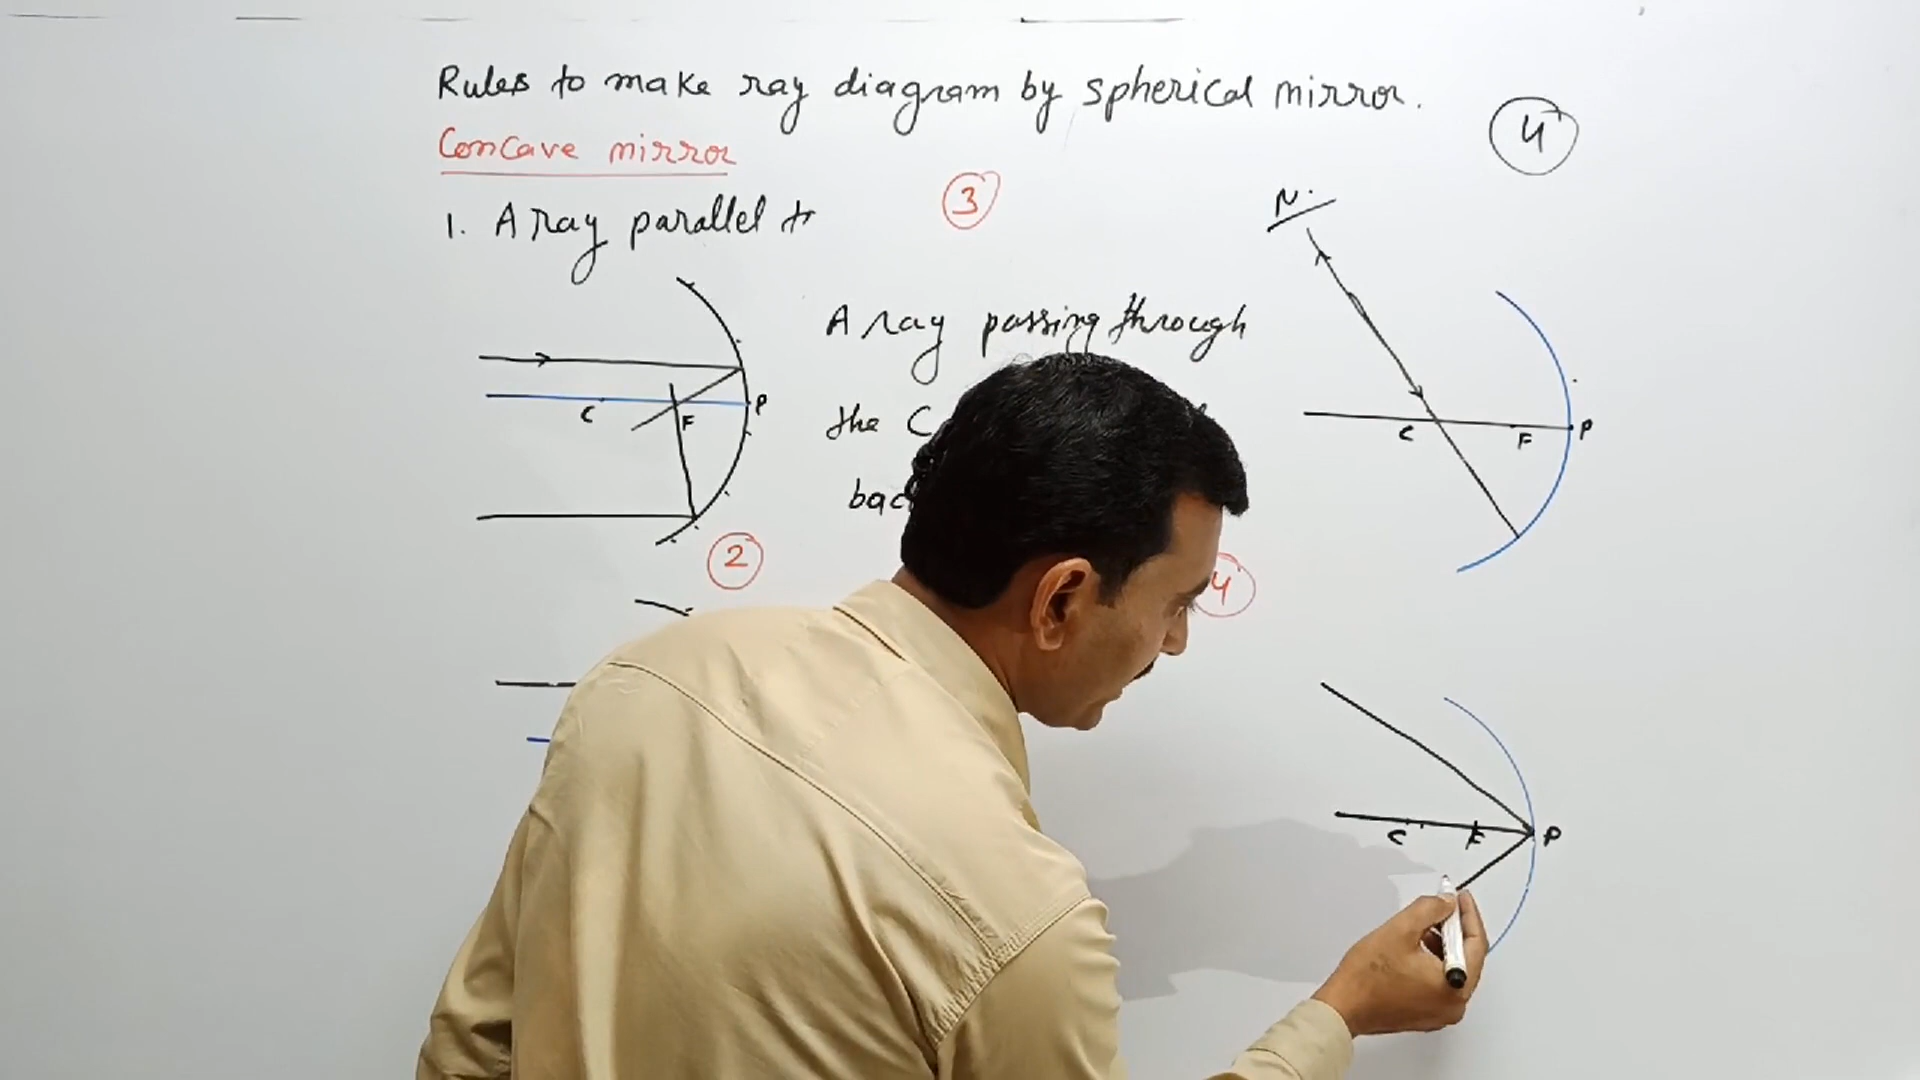 Rules to make ray diagram by spherical mirror.
4
Concave mirror
3
1. A ray parallel to
N.
C
F
P
A ray passing through
the C
C
F
P
2
4
C
F
P